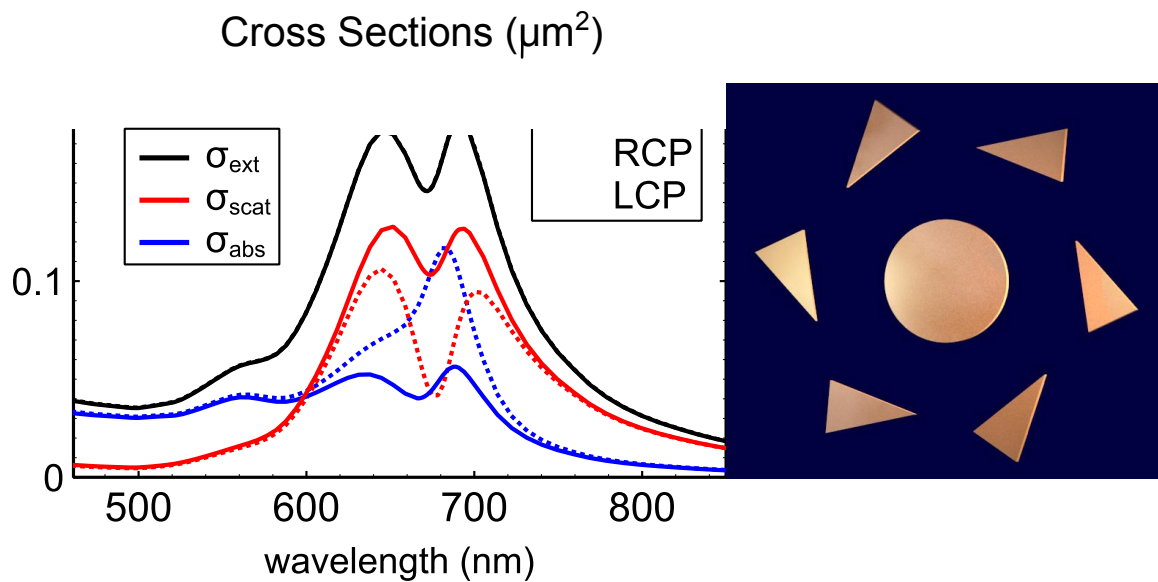 Cross Sections (μm²)
σext
σscat
σabs
RCP
LCP
0.1
0
500 600 700 800
wavelength (nm)